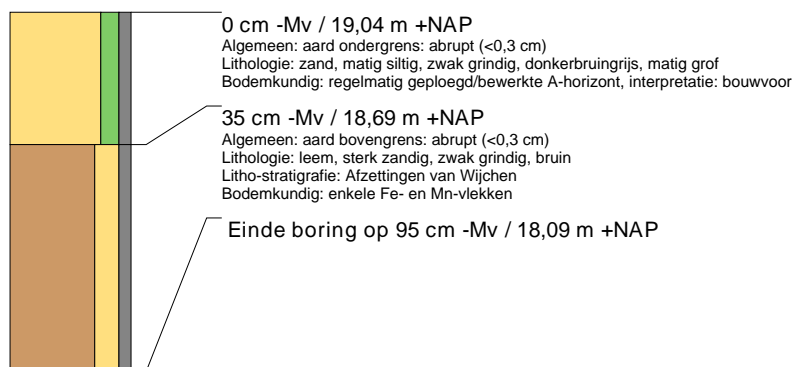 0 cm -Mv / 19,04 m +NAP
Algemeen: aard ondergrens: abrupt (<0,3 cm)
Lithologie: zand, matig siltig, zwak grindig, donkerbruingrijs, matig grof
Bodemkundig: regelmatig geploegd/bewerkte A-horizont, interpretatie: bouwvoor
35 cm -Mv / 18,69 m +NAP
Algemeen: aard bovengrens: abrupt (<0,3 cm)
Lithologie: leem, sterk zandig, zwak grindig, bruin
Litho-stratigrafie: Afzettingen van Wijchen
Bodemkundig: enkele Fe- en Mn-vlekken
Einde boring op 95 cm -Mv / 18,09 m +NAP